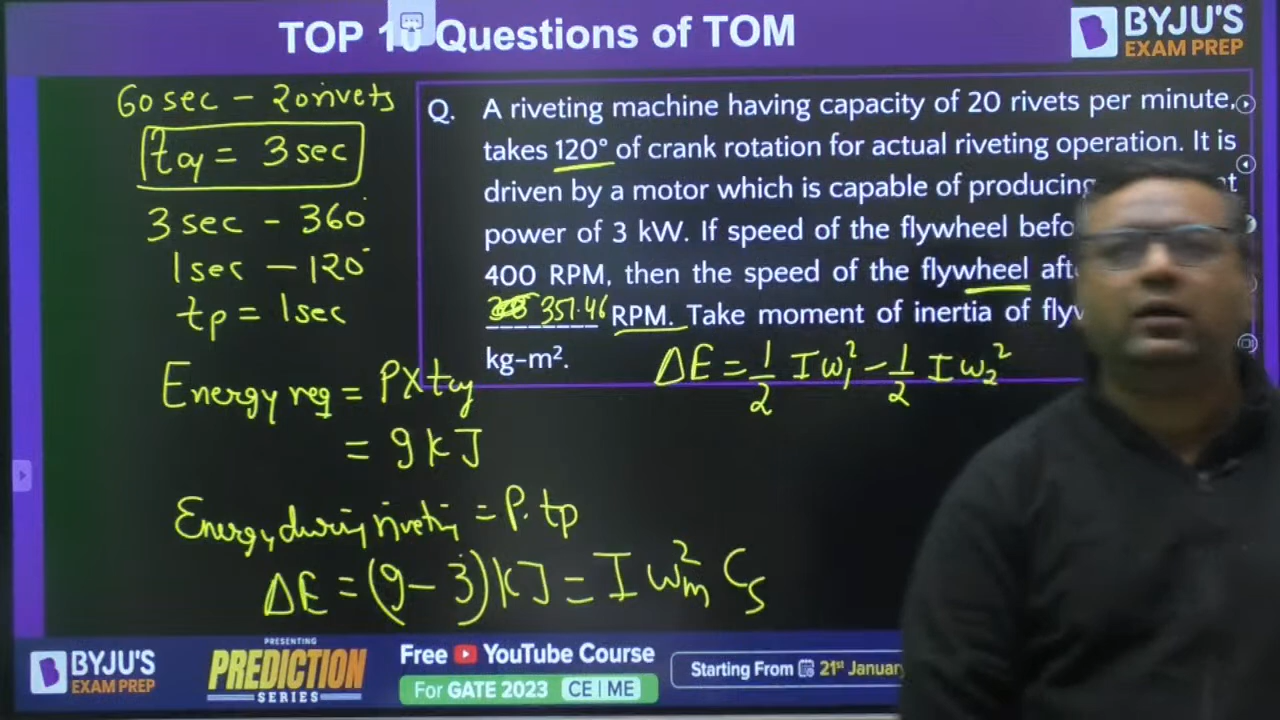 TOP 10 Questions of TOM
BYJU'S
EXAM PREP
60 sec - 20 rivets
tcy = 3 sec
3 sec - 360°
1 sec - 120°
tp = 1 sec
Energy req = P X tcy
= 9 KJ
Energy during riveting = P. tp
ΔE = (9 - 3) KJ = I ωm² Cs
Q. A riveting machine having capacity of 20 rivets per minute,
takes 120° of crank rotation for actual riveting operation. It is
driven by a motor which is capable of producing
power of 3 kW. If speed of the flywheel
400 RPM, then the speed of the flywheel
357.46 RPM. Take moment of inertia of
kg-m².
ΔE = 1/2 I ω1² - 1/2 I ω2²
BYJU'S
EXAM PREP
PRESENTING
PREDICTION
SERIES
Free YouTube Course
For GATE 2023 CE | ME
Starting From 21st January